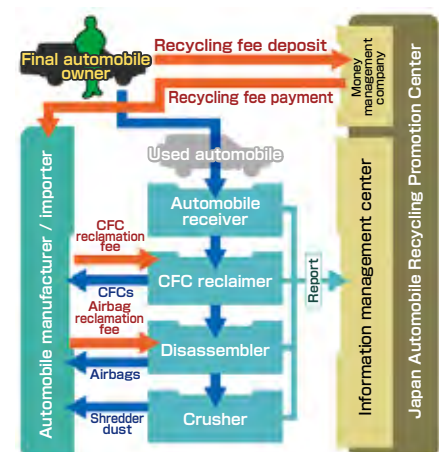 Final automobile
owner
Recycling fee deposit
Recycling fee payment
Money
management
company
Japan Automobile Recycling Promotion Center
Used automobile
Automobile manufacturer / importer
Automobile
receiver
CFC
reclamation
fee
CFC reclaimer
CFCs
Airbag
reclamation
fee
Disassembler
Airbags
Shredder
dust
Crusher
Report
Information management center